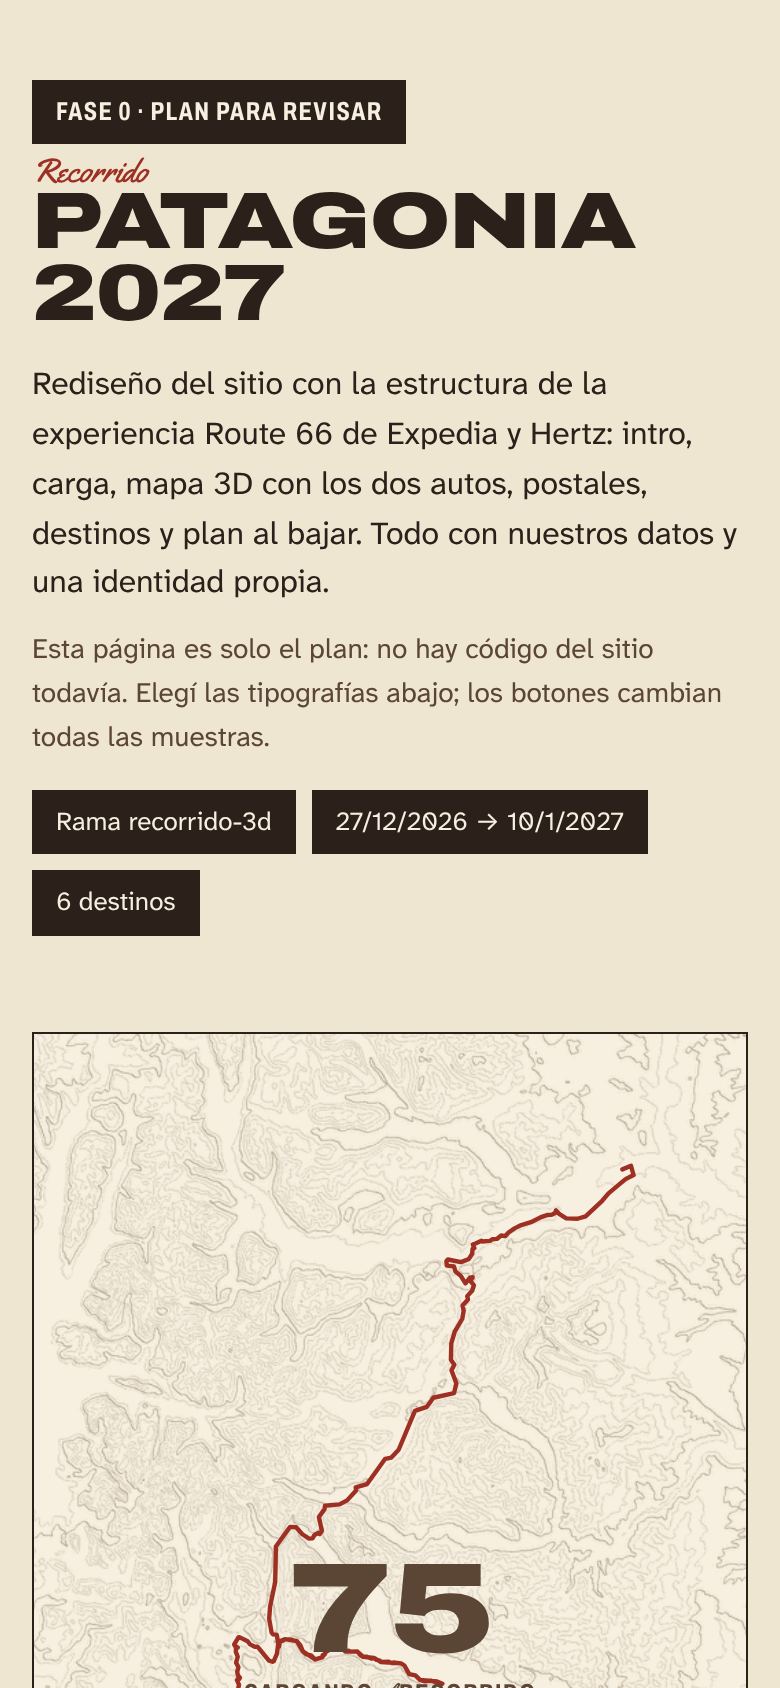 FASE 0 · PLAN PARA REVISAR
Recorrido
PATAGONIA
2027
Rediseño del sitio con la estructura de la
experiencia Route 66 de Expedia y Hertz: intro,
carga, mapa 3D con los dos autos, postales,
destinos y plan al bajar. Todo con nuestros datos y
una identidad propia.
Esta página es solo el plan: no hay código del sitio
todavía. Elegí las tipografías abajo; los botones cambian
todas las muestras.
Rama recorrido-3d
27/12/2026 → 10/1/2027
6 destinos
75